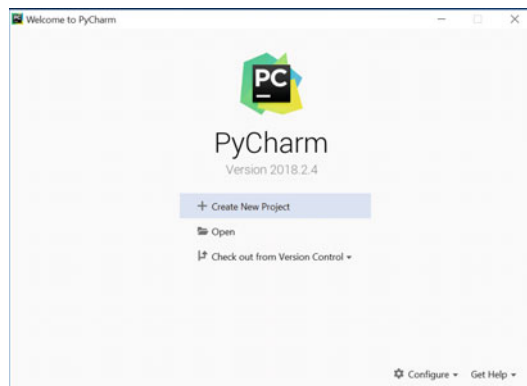 Welcome to PyCharm
PC
PyCharm
Version 2018.2.4
Create New Project
Open
Check out from Version Control
Configure
Get Help